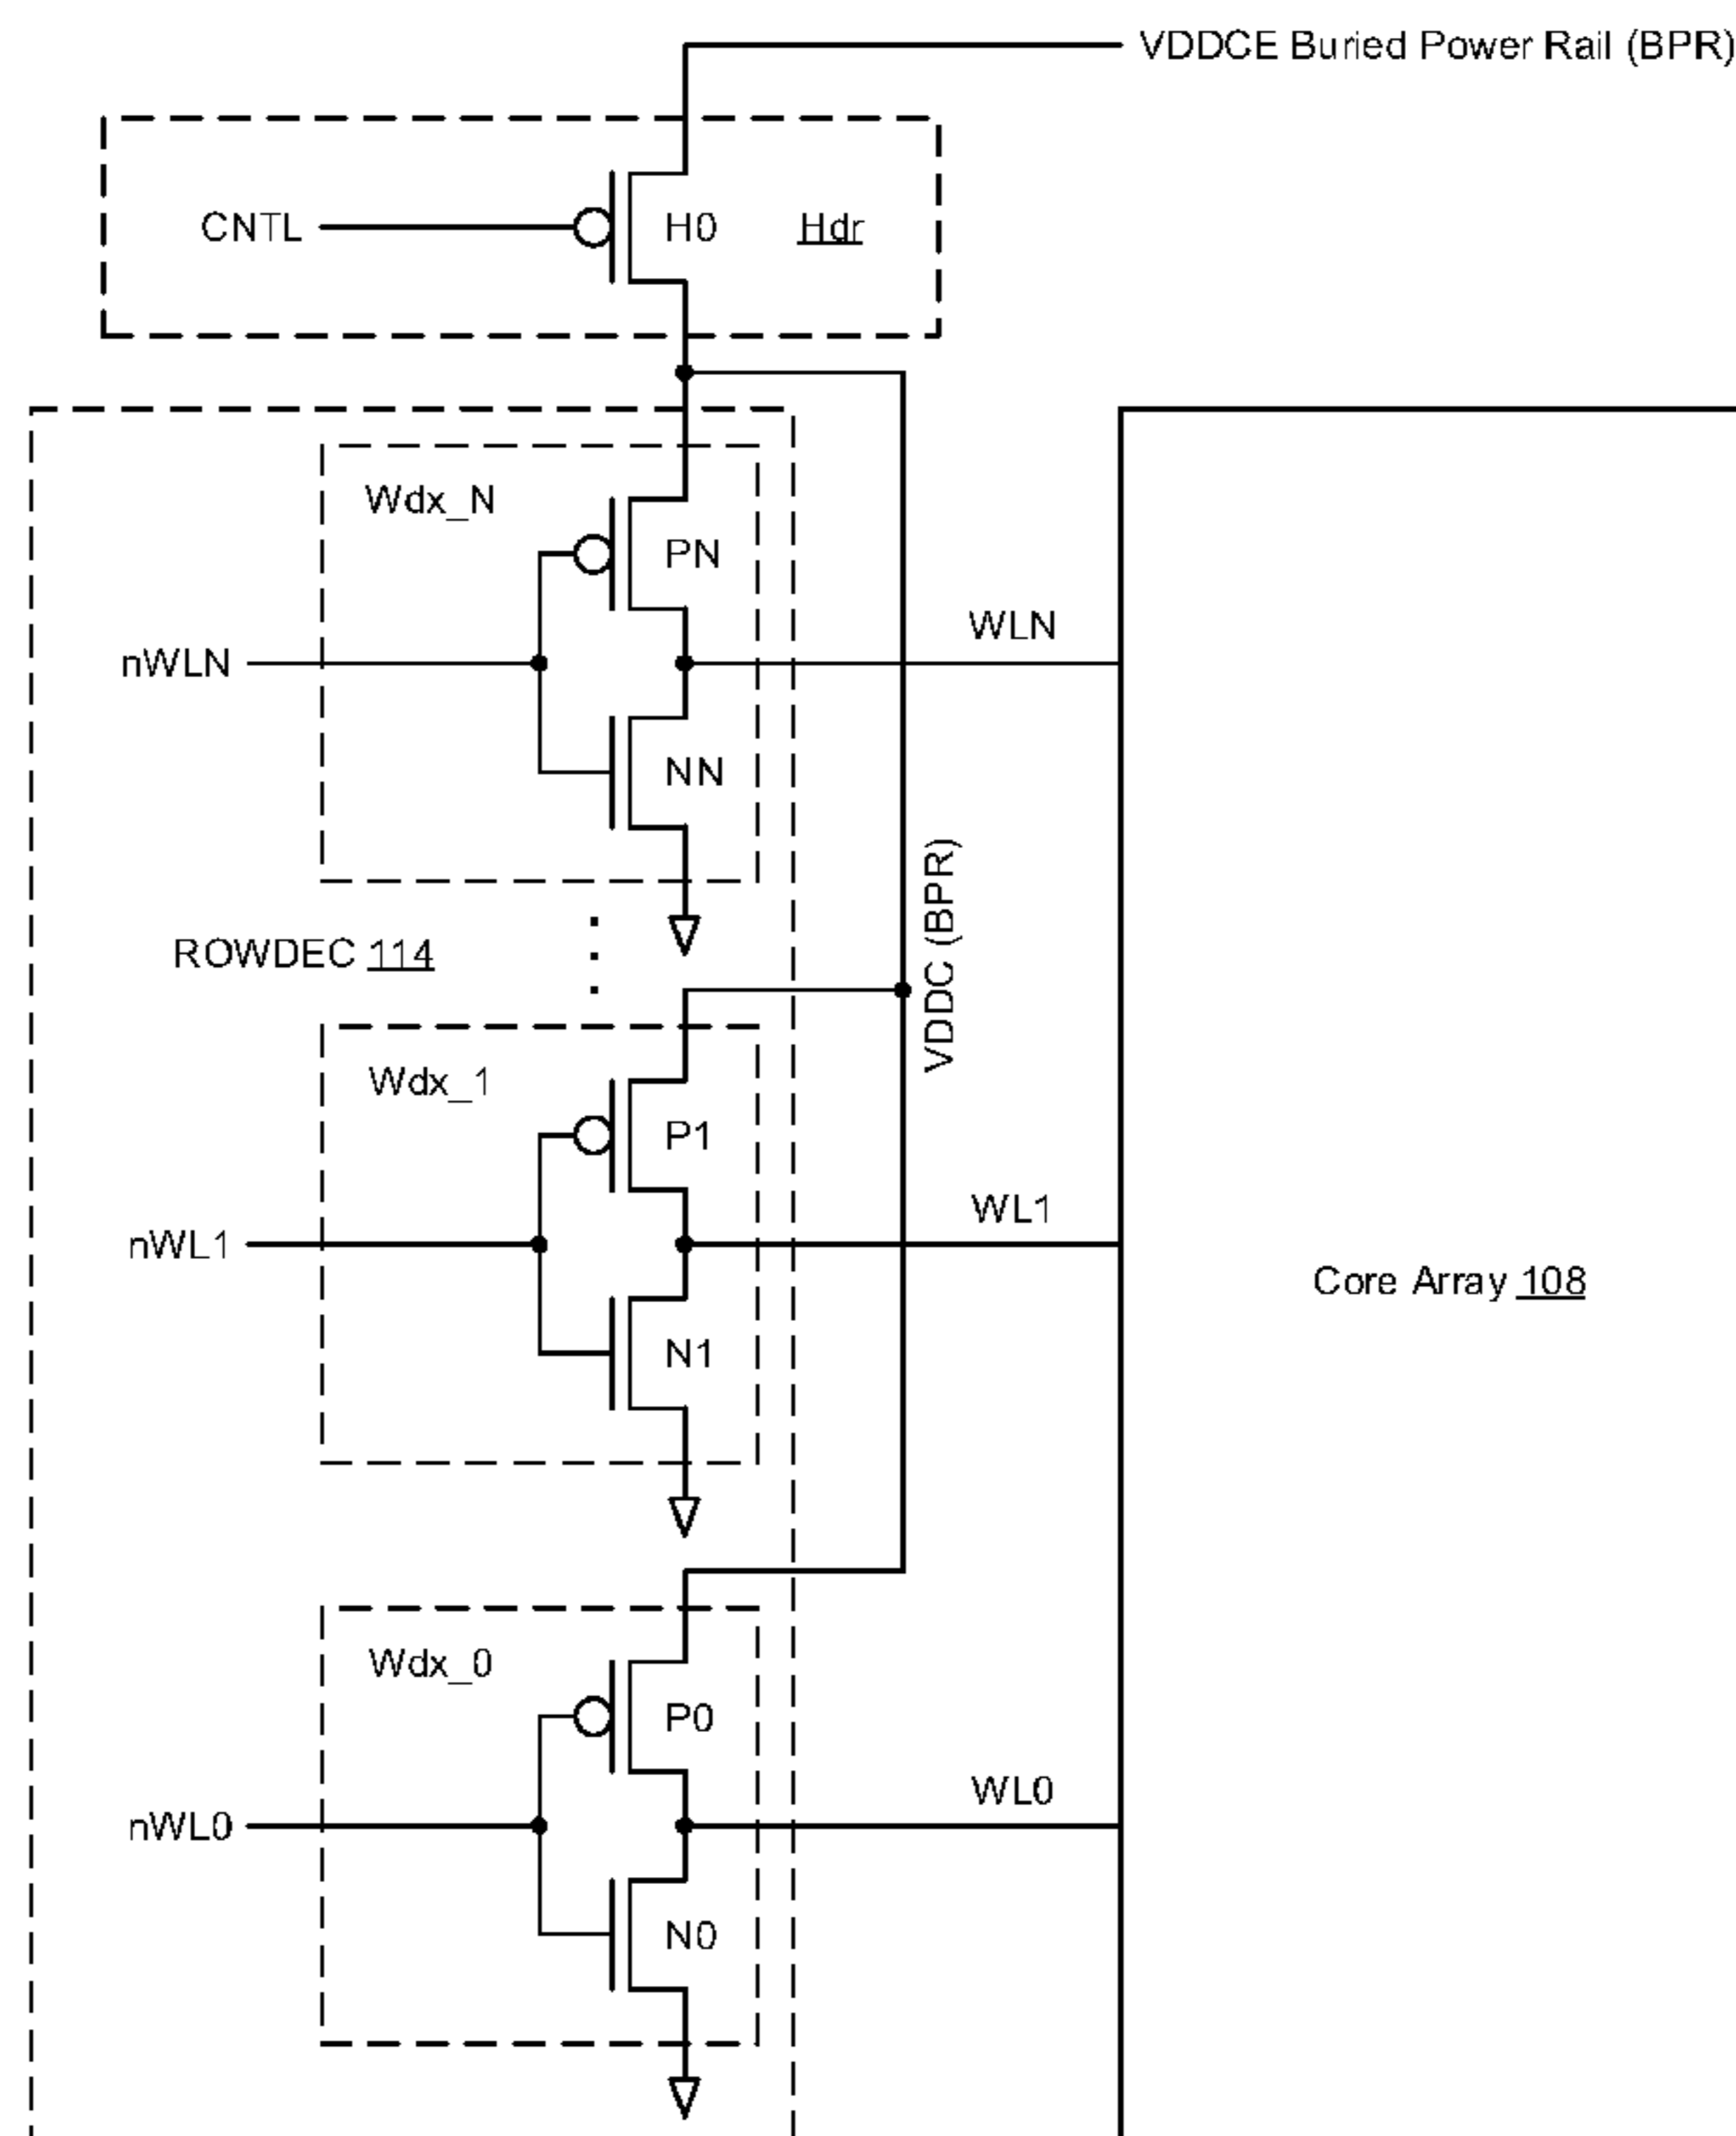 VDDCE Buried Power Rail (BPR)
CNTL
H0
Hdr
Wdx_N
PN
WLN
nWLN
NN
VDDC (BPR)
ROWDEC 114
Wdx_1
P1
WL1
nWL1
Core Array 108
N1
Wdx_0
P0
WL0
nWL0
N0